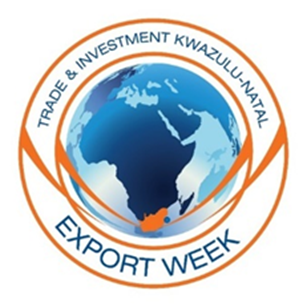 TRADE & INVESTMENT KWAZULU-NATAL
EXPORT WEEK